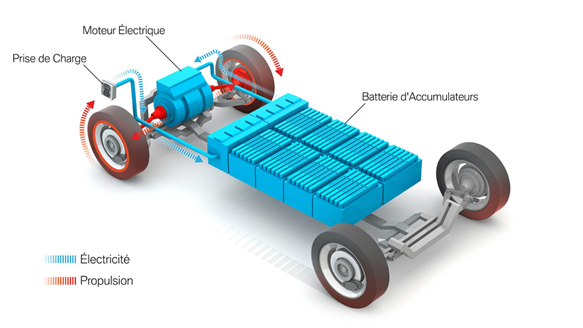 Moteur Électrique
Prise de Charge
Batterie d'Accumulateurs
Électricité
Propulsion